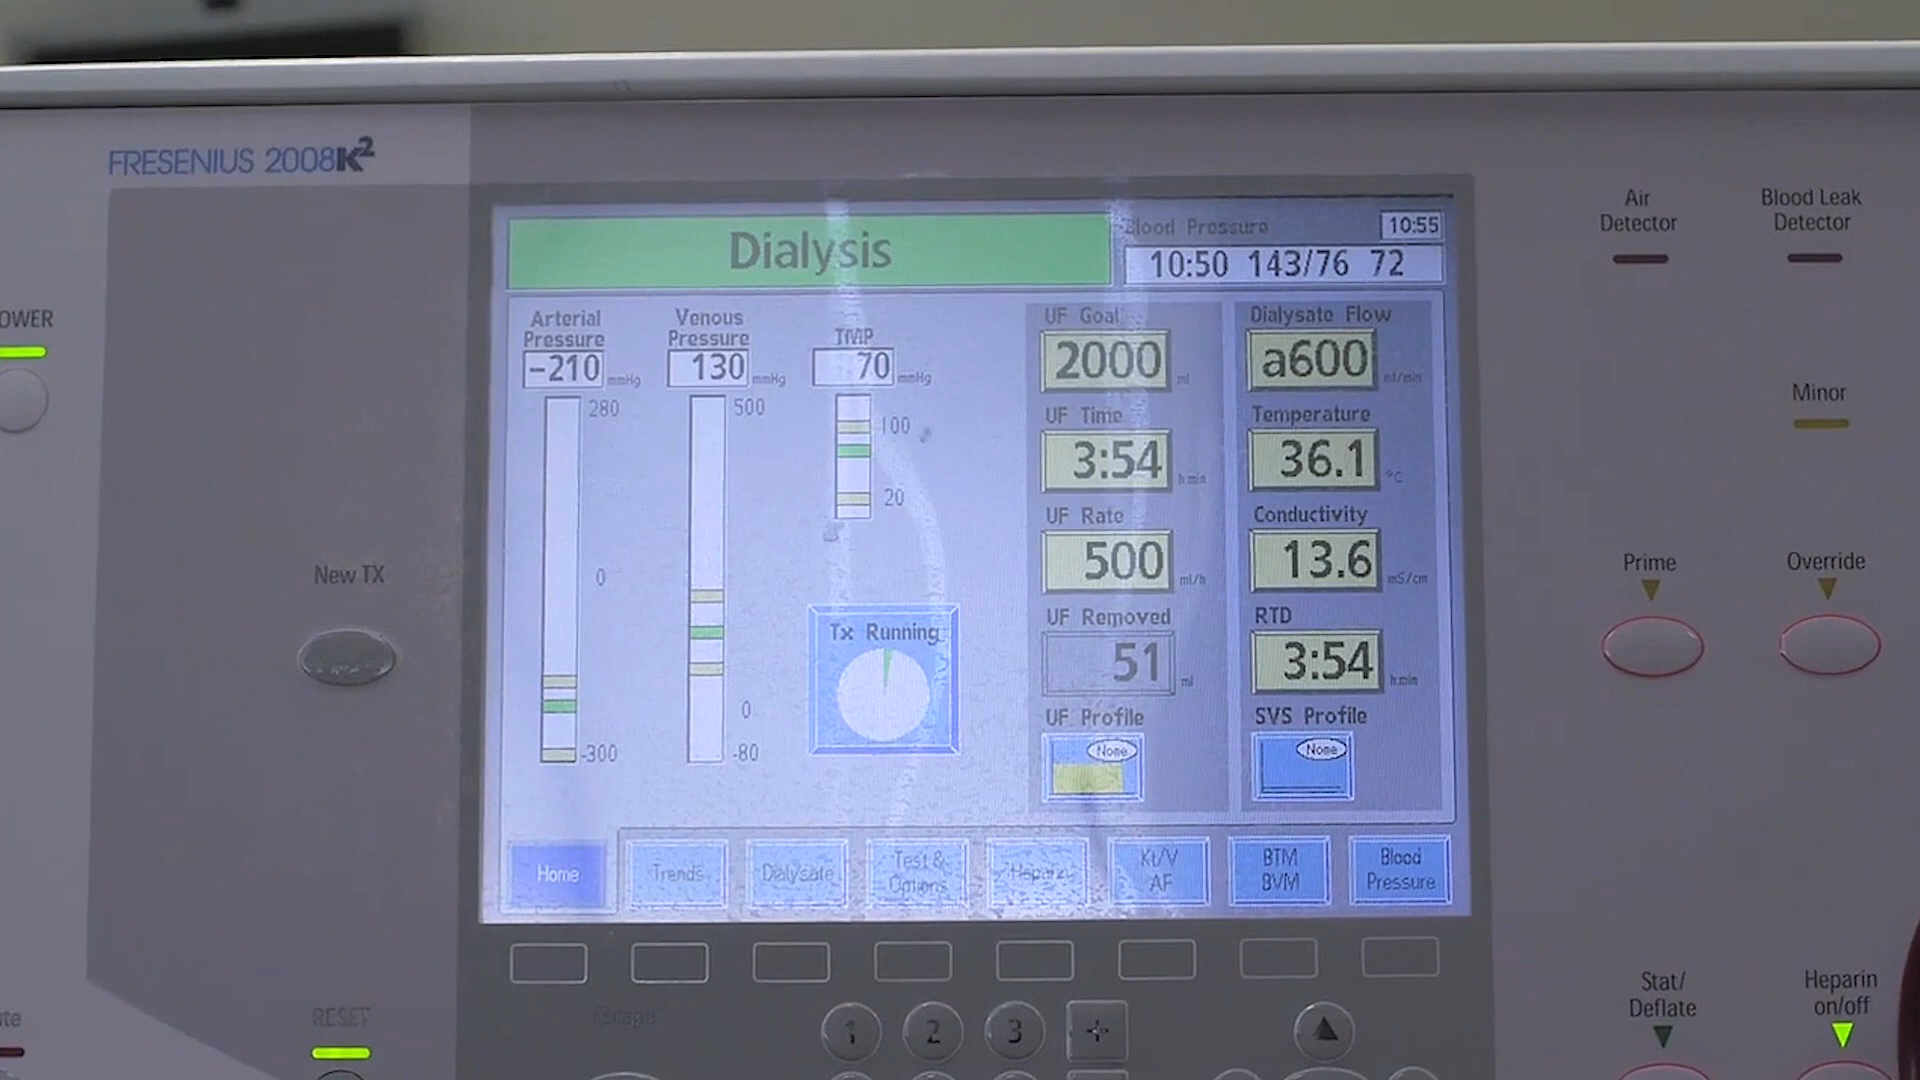 FRESENIUS 2008K²
Dialysis
Blood Pressure
10:55
10:50 143/76 72
Arterial
Pressure
-210 mmHg
280
0
-300
Venous
Pressure
130 mmHg
500
0
-80
TMP
70 mmHg
100
20
Tx Running
UF Goal
2000 ml
UF Time
3:54 h:min
UF Rate
500 ml/h
UF Removed
51 ml
UF Profile
None
Dialysate Flow
a600 ml/min
Temperature
36.1 °C
Conductivity
13.6 mS/cm
RTD
3:54 h:min
SVS Profile
None
Home
Trends
Dialysate
Test &
Options
Heparin
Kt/V
AF
BTM
BVM
Blood
Pressure
OWER
New TX
RESET
Escape
1 2 3 +
Air
Detector
Blood Leak
Detector
Minor
Prime
Override
Stat/
Deflate
Heparin
on/off